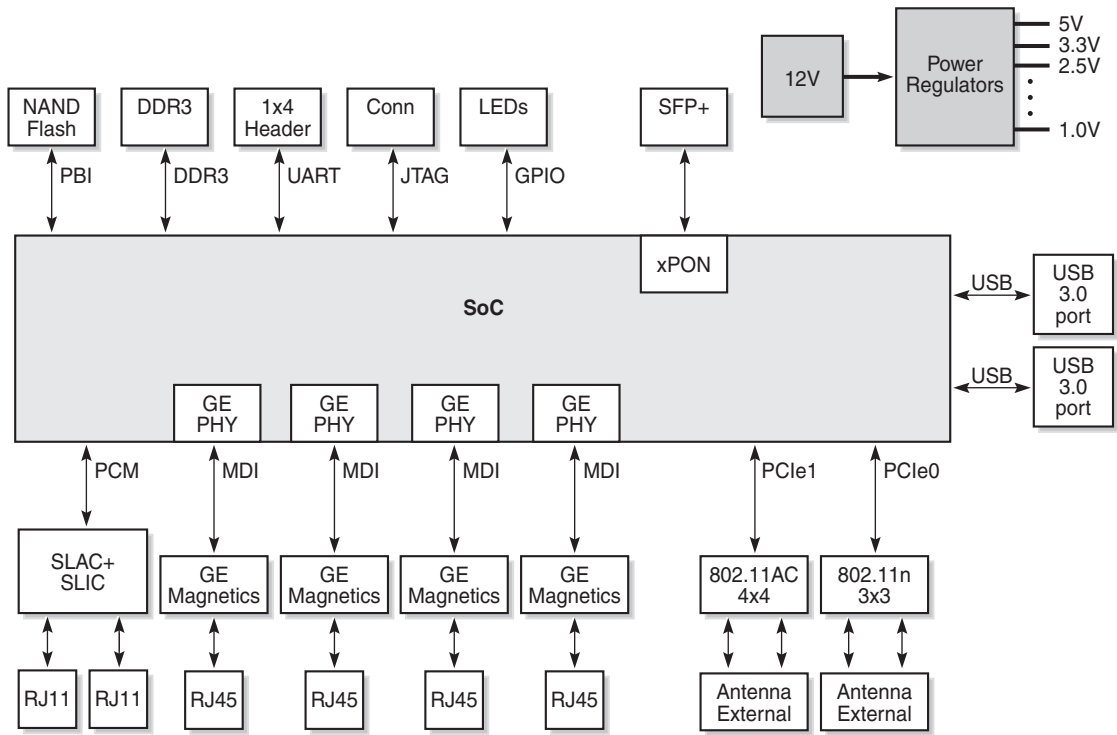 5V
3.3V
2.5V
1.0V
12V
Power
Regulators
NAND
Flash
DDR3
1x4
Header
Conn
LEDs
SFP+
PBI
DDR3
UART
JTAG
GPIO
xPON
SoC
USB
USB
3.0
port
USB
USB
3.0
port
GE
PHY
GE
PHY
GE
PHY
GE
PHY
PCM
MDI
MDI
MDI
MDI
PCIe1
PCIe0
SLAC+
SLIC
GE
Magnetics
GE
Magnetics
GE
Magnetics
GE
Magnetics
802.11AC
4x4
802.11n
3x3
RJ11
RJ11
RJ45
RJ45
RJ45
RJ45
Antenna
External
Antenna
External